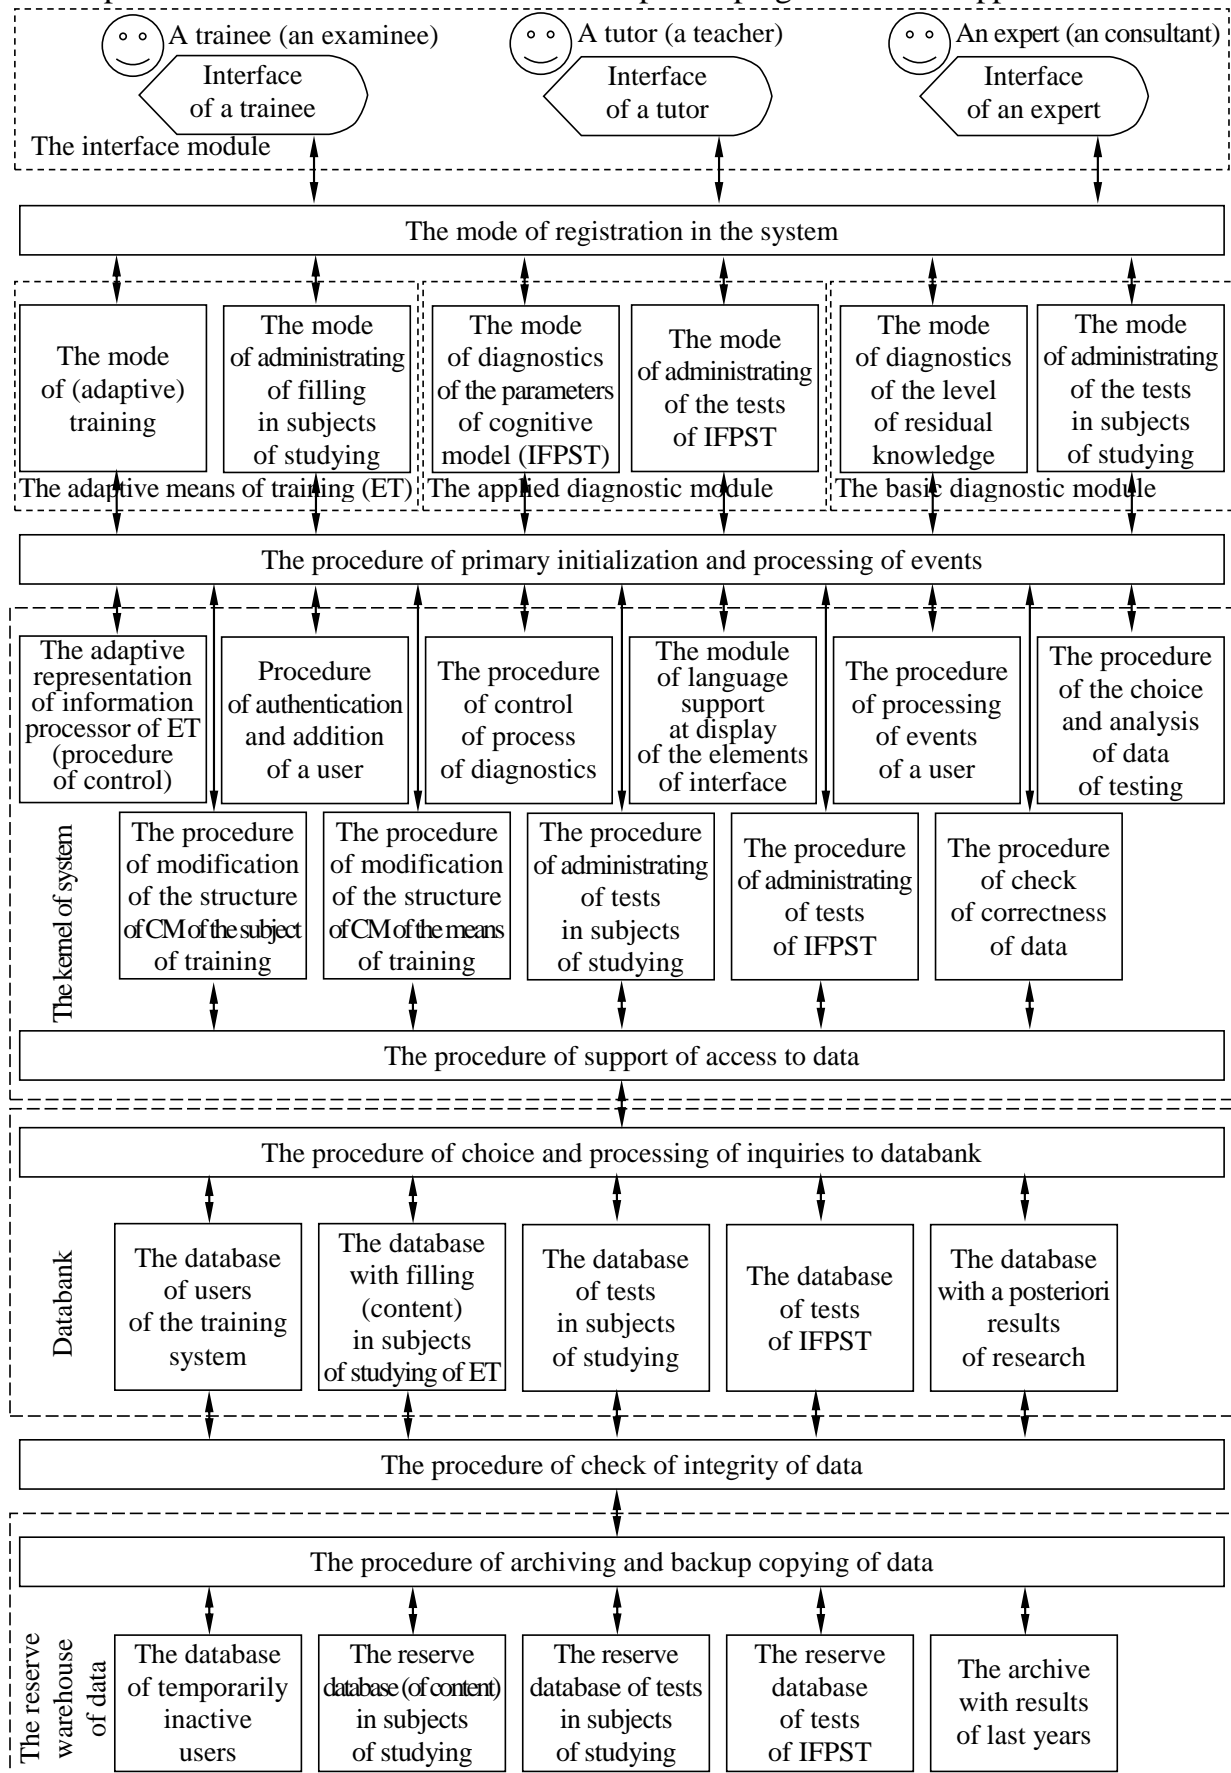 A trainee (an examinee)
A tutor (a teacher)
An expert (an consultant)
Interface
of a trainee
Interface
of a tutor
Interface
of an expert
The interface module
The mode of registration in the system
The mode
of (adaptive)
training
The mode
of administrating
of filling
in subjects
of studying
The mode
of diagnostics
of the parameters
of cognitive
model (IFPST)
The mode
of administrating
of the tests
of IFPST
The mode
of diagnostics
of the level
of residual
knowledge
The mode
of administrating
of the tests
in subjects
of studying
The adaptive means of training (ET)
The applied diagnostic module
The basic diagnostic module
The procedure of primary initialization and processing of events
The adaptive
representation
of information
processor of ET
(procedure
of control)
Procedure
of authentication
and addition
of a user
The procedure
of control
of process
of diagnostics
The module
of language
support
at display
of the elements
of interface
The procedure
of processing
of events
of a user
The procedure
of the choice
and analysis
of data
of testing
The kernel of system
The procedure
of modification
of the structure
of CM of the subject
of training
The procedure
of modification
of the structure
of CM of the means
of training
The procedure
of administrating
of tests
in subjects
of studying
The procedure
of administrating
of tests
of IFPST
The procedure
of check
of correctness
of data
The procedure of support of access to data
The procedure of choice and processing of inquiries to databank
Databank
The database
of users
of the training
system
The database
with filling
(content)
in subjects
of studying of ET
The database
of tests
in subjects
of studying
The database
of tests
of IFPST
The database
with a posteriori
results
of research
The procedure of check of integrity of data
The procedure of archiving and backup copying of data
The reserve
warehouse
of data
The database
of temporarily
inactive
users
The reserve
database (of content)
in subjects
of studying
The reserve
database of tests
in subjects
of studying
The reserve
database
of tests
of IFPST
The archive
with results
of last years